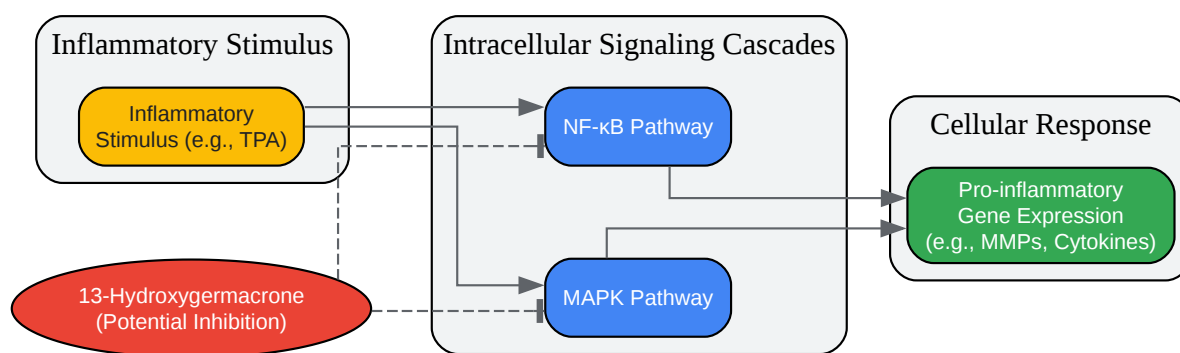 Inflammatory Stimulus
Inflammatory
Stimulus (e.g., TPA)
13-Hydroxygermacrone
(Potential Inhibition)
Intracellular Signaling Cascades
NF-κB Pathway
MAPK Pathway
Cellular Response
Pro-inflammatory
Gene Expression
(e.g., MMPs, Cytokines)